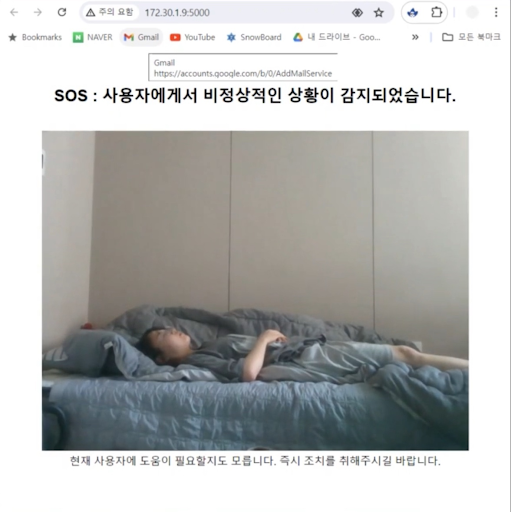 주의 요함 172.30.1.9:5000
Bookmarks NAVER Gmail YouTube SnowBoard 내 드라이브 - Goo... » 모든 북마크
Gmail
https://accounts.google.com/b/0/AddMailService
SOS : 사용자에게서 비정상적인 상황이 감지되었습니다.
현재 사용자에 도움이 필요할지도 모릅니다. 즉시 조치를 취해주시길 바랍니다.